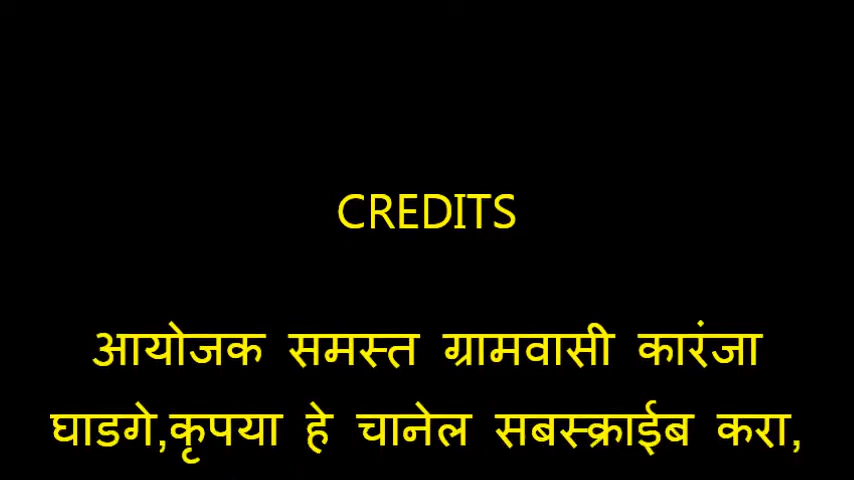 CREDITS
आयोजक समस्त ग्रामवासी कारंजा
घाडगे,कृपया हे चानेल सबस्क्राईब करा,